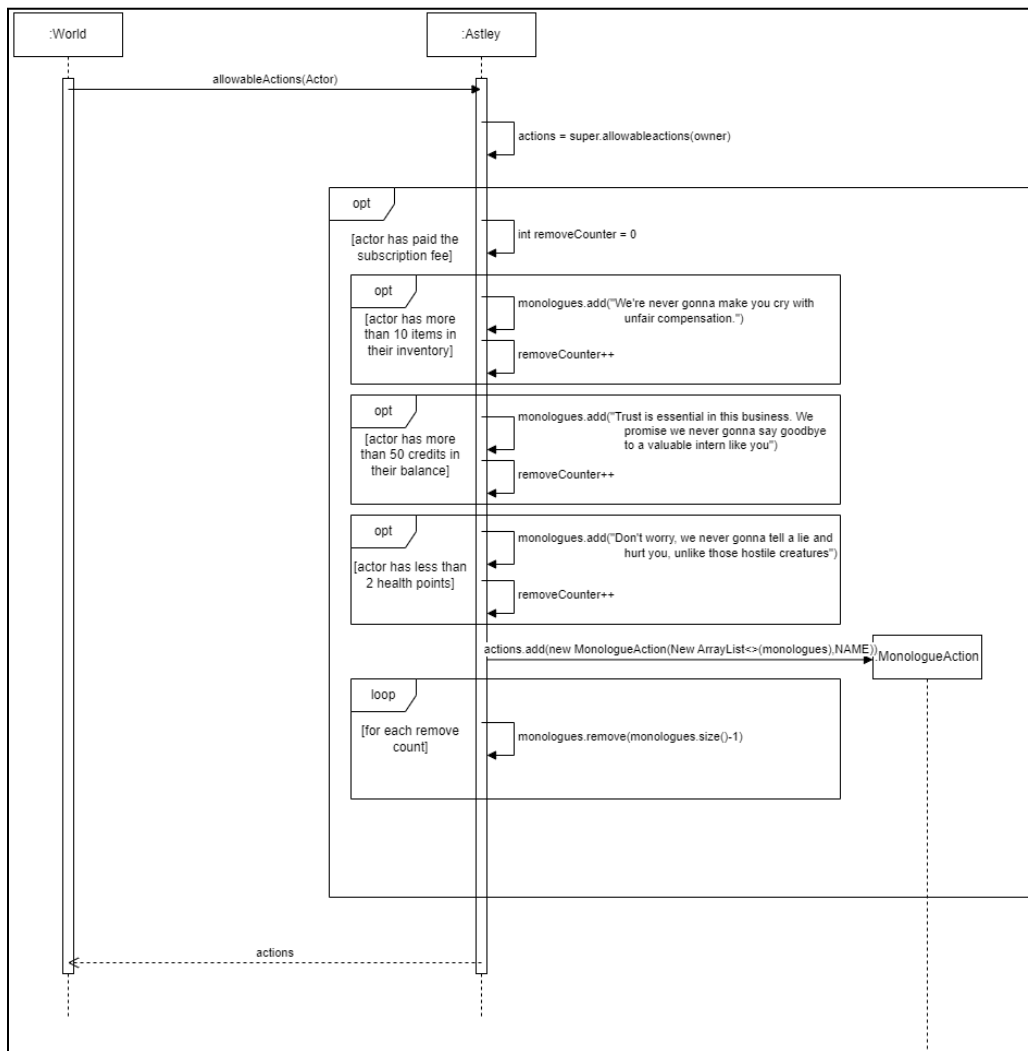 :World
:Astley
allowableActions(Actor)
actions = super.allowableactions(owner)
opt
[actor has paid the
subscription fee]
int removeCounter = 0
opt
[actor has more
than 10 items in
their inventory]
monologues.add("We're never gonna make you cry with
unfair compensation.")
removeCounter++
opt
[actor has more
than 50 credits in
their balance]
monologues.add("Trust is essential in this business. We
promise we never gonna say goodbye
to a valuable intern like you")
removeCounter++
opt
[actor has less than
2 health points]
monologues.add("Don't worry, we never gonna tell a lie and
hurt you, unlike those hostile creatures")
removeCounter++
actions.add(new MonologueAction(New ArrayList<>(monologues),NAME))
:MonologueAction
loop
[for each remove
count]
monologues.remove(monologues.size()-1)
actions